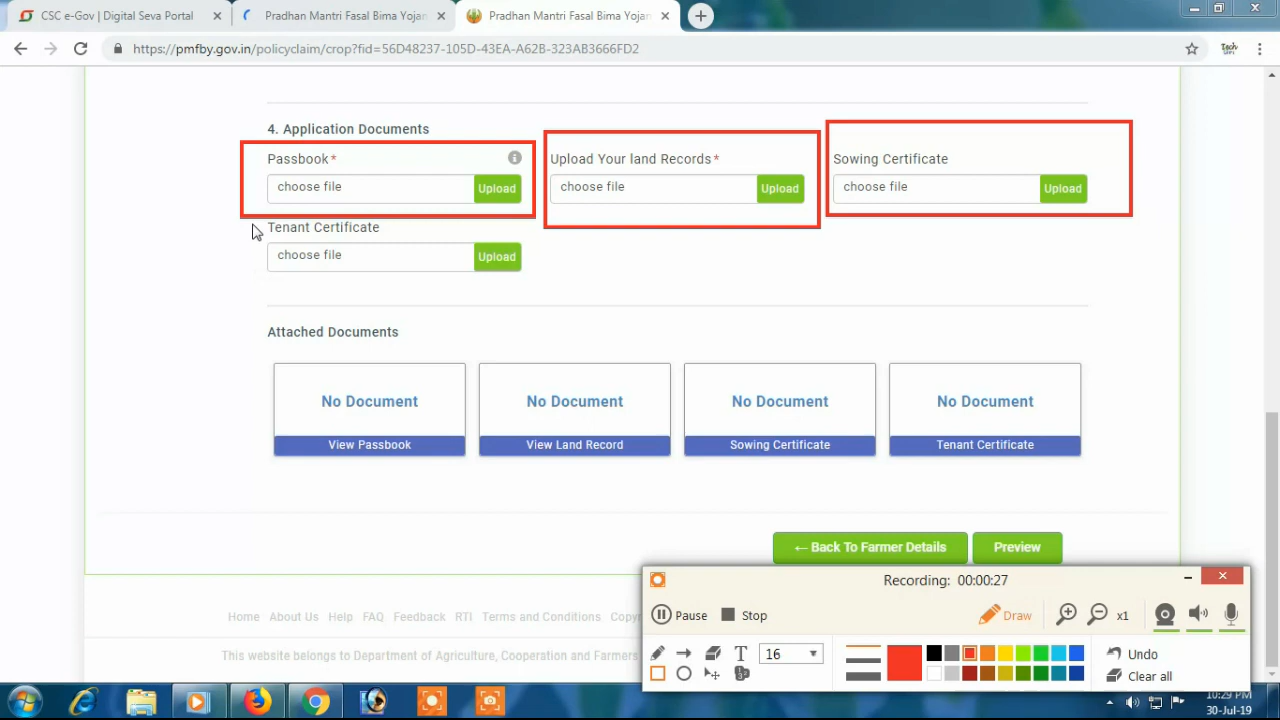 CSC e-Gov | Digital Seva Portal
Pradhan Mantri Fasal Bima Yojan
Pradhan Mantri Fasal Bima Yojan
https://pmfby.gov.in/policyclaim/crop?fid=56D48237-105D-43EA-A62B-323AB3666FD2
4. Application Documents
Passbook* Upload Your land Records* Sowing Certificate
choose file Upload choose file Upload choose file Upload
Tenant Certificate
choose file Upload
Attached Documents
No Document No Document No Document No Document
View Passbook View Land Record Sowing Certificate Tenant Certificate
← Back To Farmer Details Preview
Recording: 00:00:27
Home About Us Help FAQ Feedback RTI Terms and Conditions Copyr
Pause Stop Draw x1
This website belongs to Department of Agriculture, Cooperation and Farmers
T 16 Undo
Clear all
10:29 PM
30-Jul-19